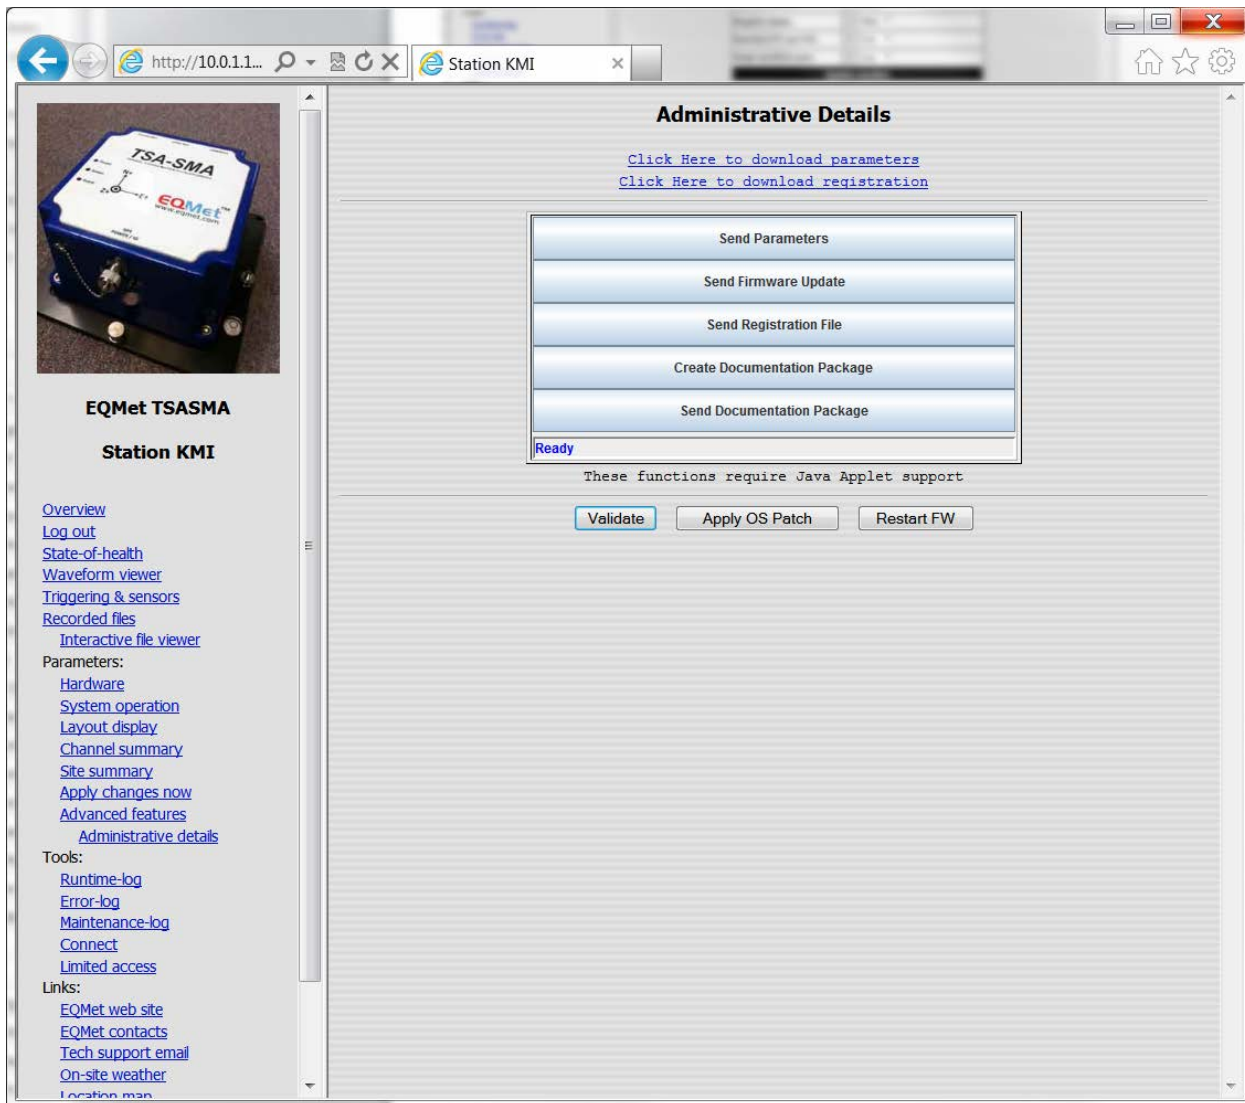 http://10.0.1.1...
Station KMI
TSA-SMA
EQMet
www.eqmet.com
EQMet TSASMA
Station KMI
Overview
Log out
State-of-health
Waveform viewer
Triggering & sensors
Recorded files
Interactive file viewer
Parameters:
Hardware
System operation
Layout display
Channel summary
Site summary
Apply changes now
Advanced features
Administrative details
Tools:
Runtime-log
Error-log
Maintenance-log
Connect
Limited access
Links:
EQMet web site
EQMet contacts
Tech support email
On-site weather
Location map
Administrative Details
Click Here to download parameters
Click Here to download registration
Send Parameters
Send Firmware Update
Send Registration File
Create Documentation Package
Send Documentation Package
Ready
These functions require Java Applet support
Validate Apply OS Patch Restart FW